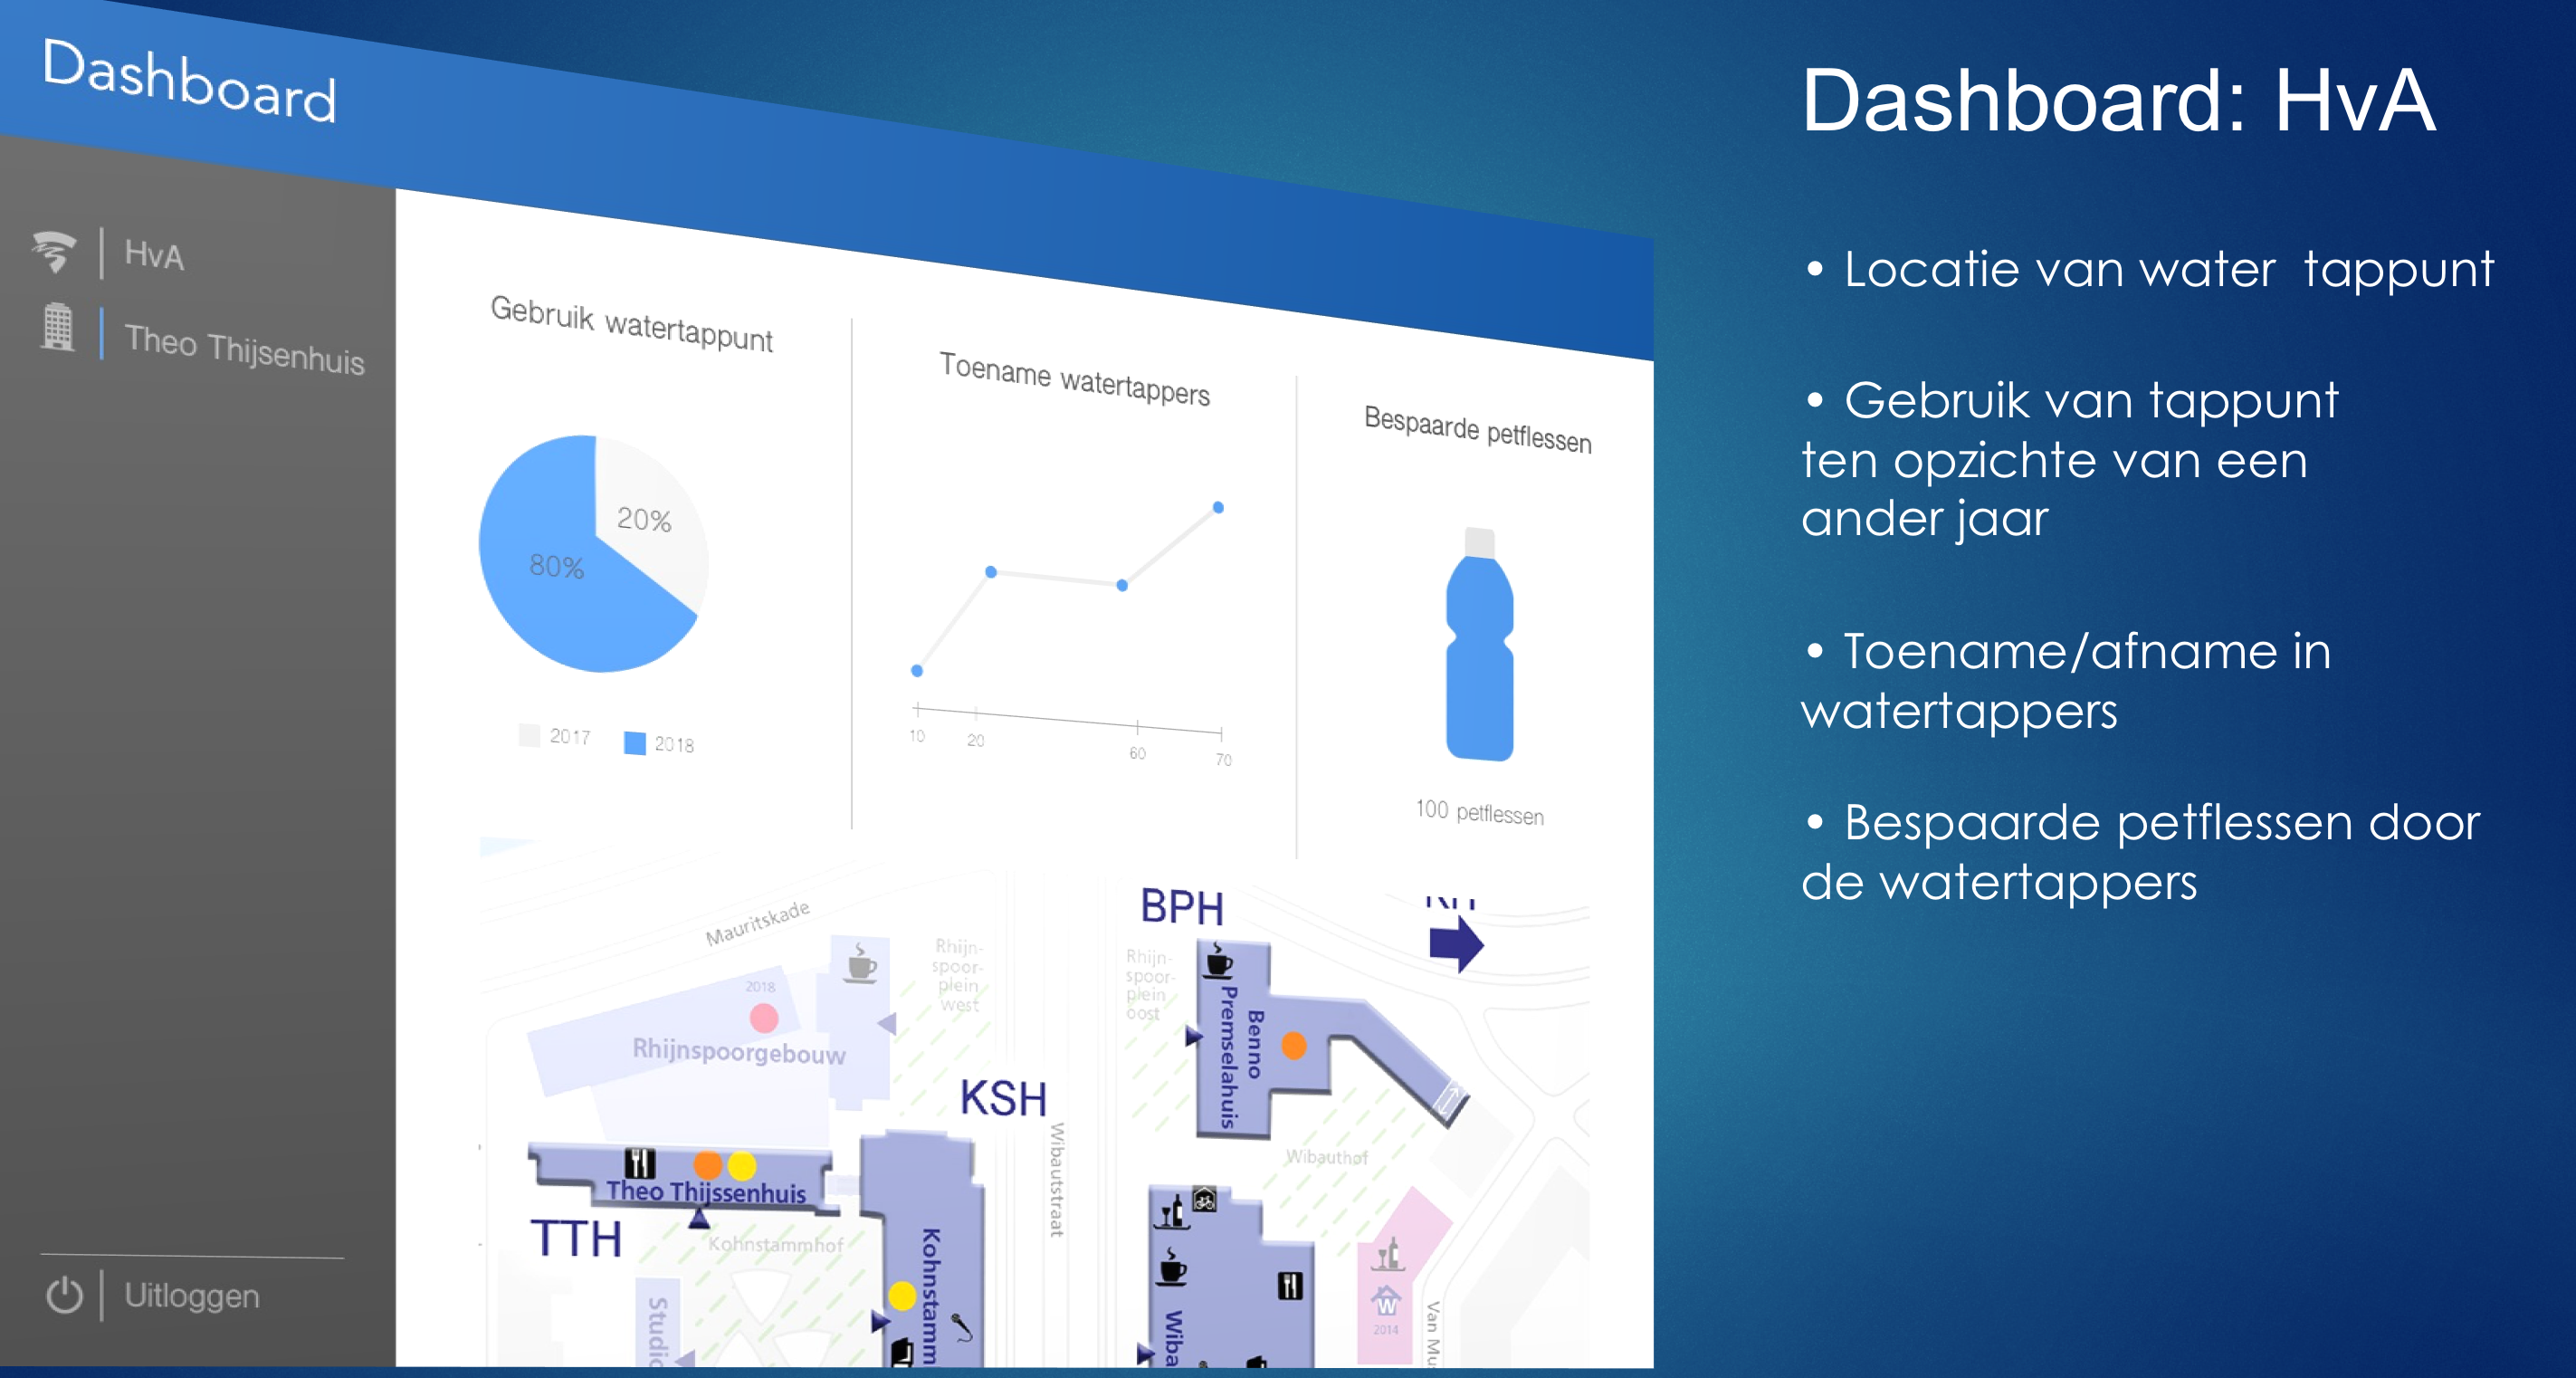 Dashboard
HvA
Theo Thijsenhuis
Uitloggen
Gebruik watertappunt
20%
80%
2017
2018
Toename watertappers
10
20
60
70
Bespaarde petflessen
100 petflessen
Mauritskade
2018
Rhijnspoorgebouw
Rhijn-
spoor-
plein
west
KSH
BPH
Rhijn-
spoor-
plein
oost
Benno
Premselahuis
Wibautstraat
Wibauthof
Theo Thijssenhuis
TTH
Kohnstammhof
Kohnstamm
Studio
Wiba
W
2014
Van Mus
Dashboard: HvA
• Locatie van water  tappunt
• Gebruik van tappunt
ten opzichte van een
ander jaar
• Toename/afname in
watertappers
• Bespaarde petflessen door
de watertappers